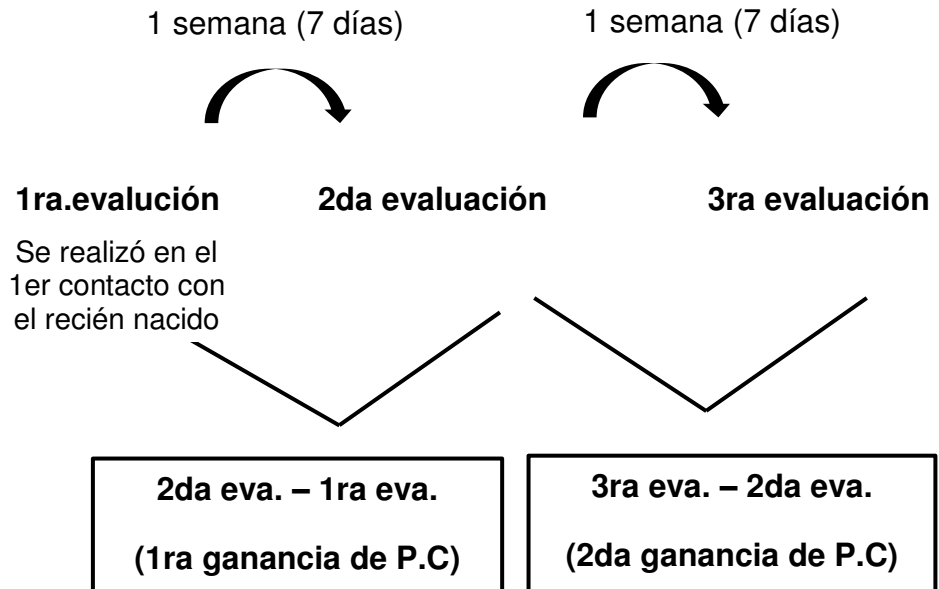 1 semana (7 días)
1 semana (7 días)
1ra.evalución
2da evaluación
3ra evaluación
Se realizó en el
1er contacto con
el recién nacido
2da eva. – 1ra eva.
(1ra ganancia de P.C)
3ra eva. – 2da eva.
(2da ganancia de P.C)